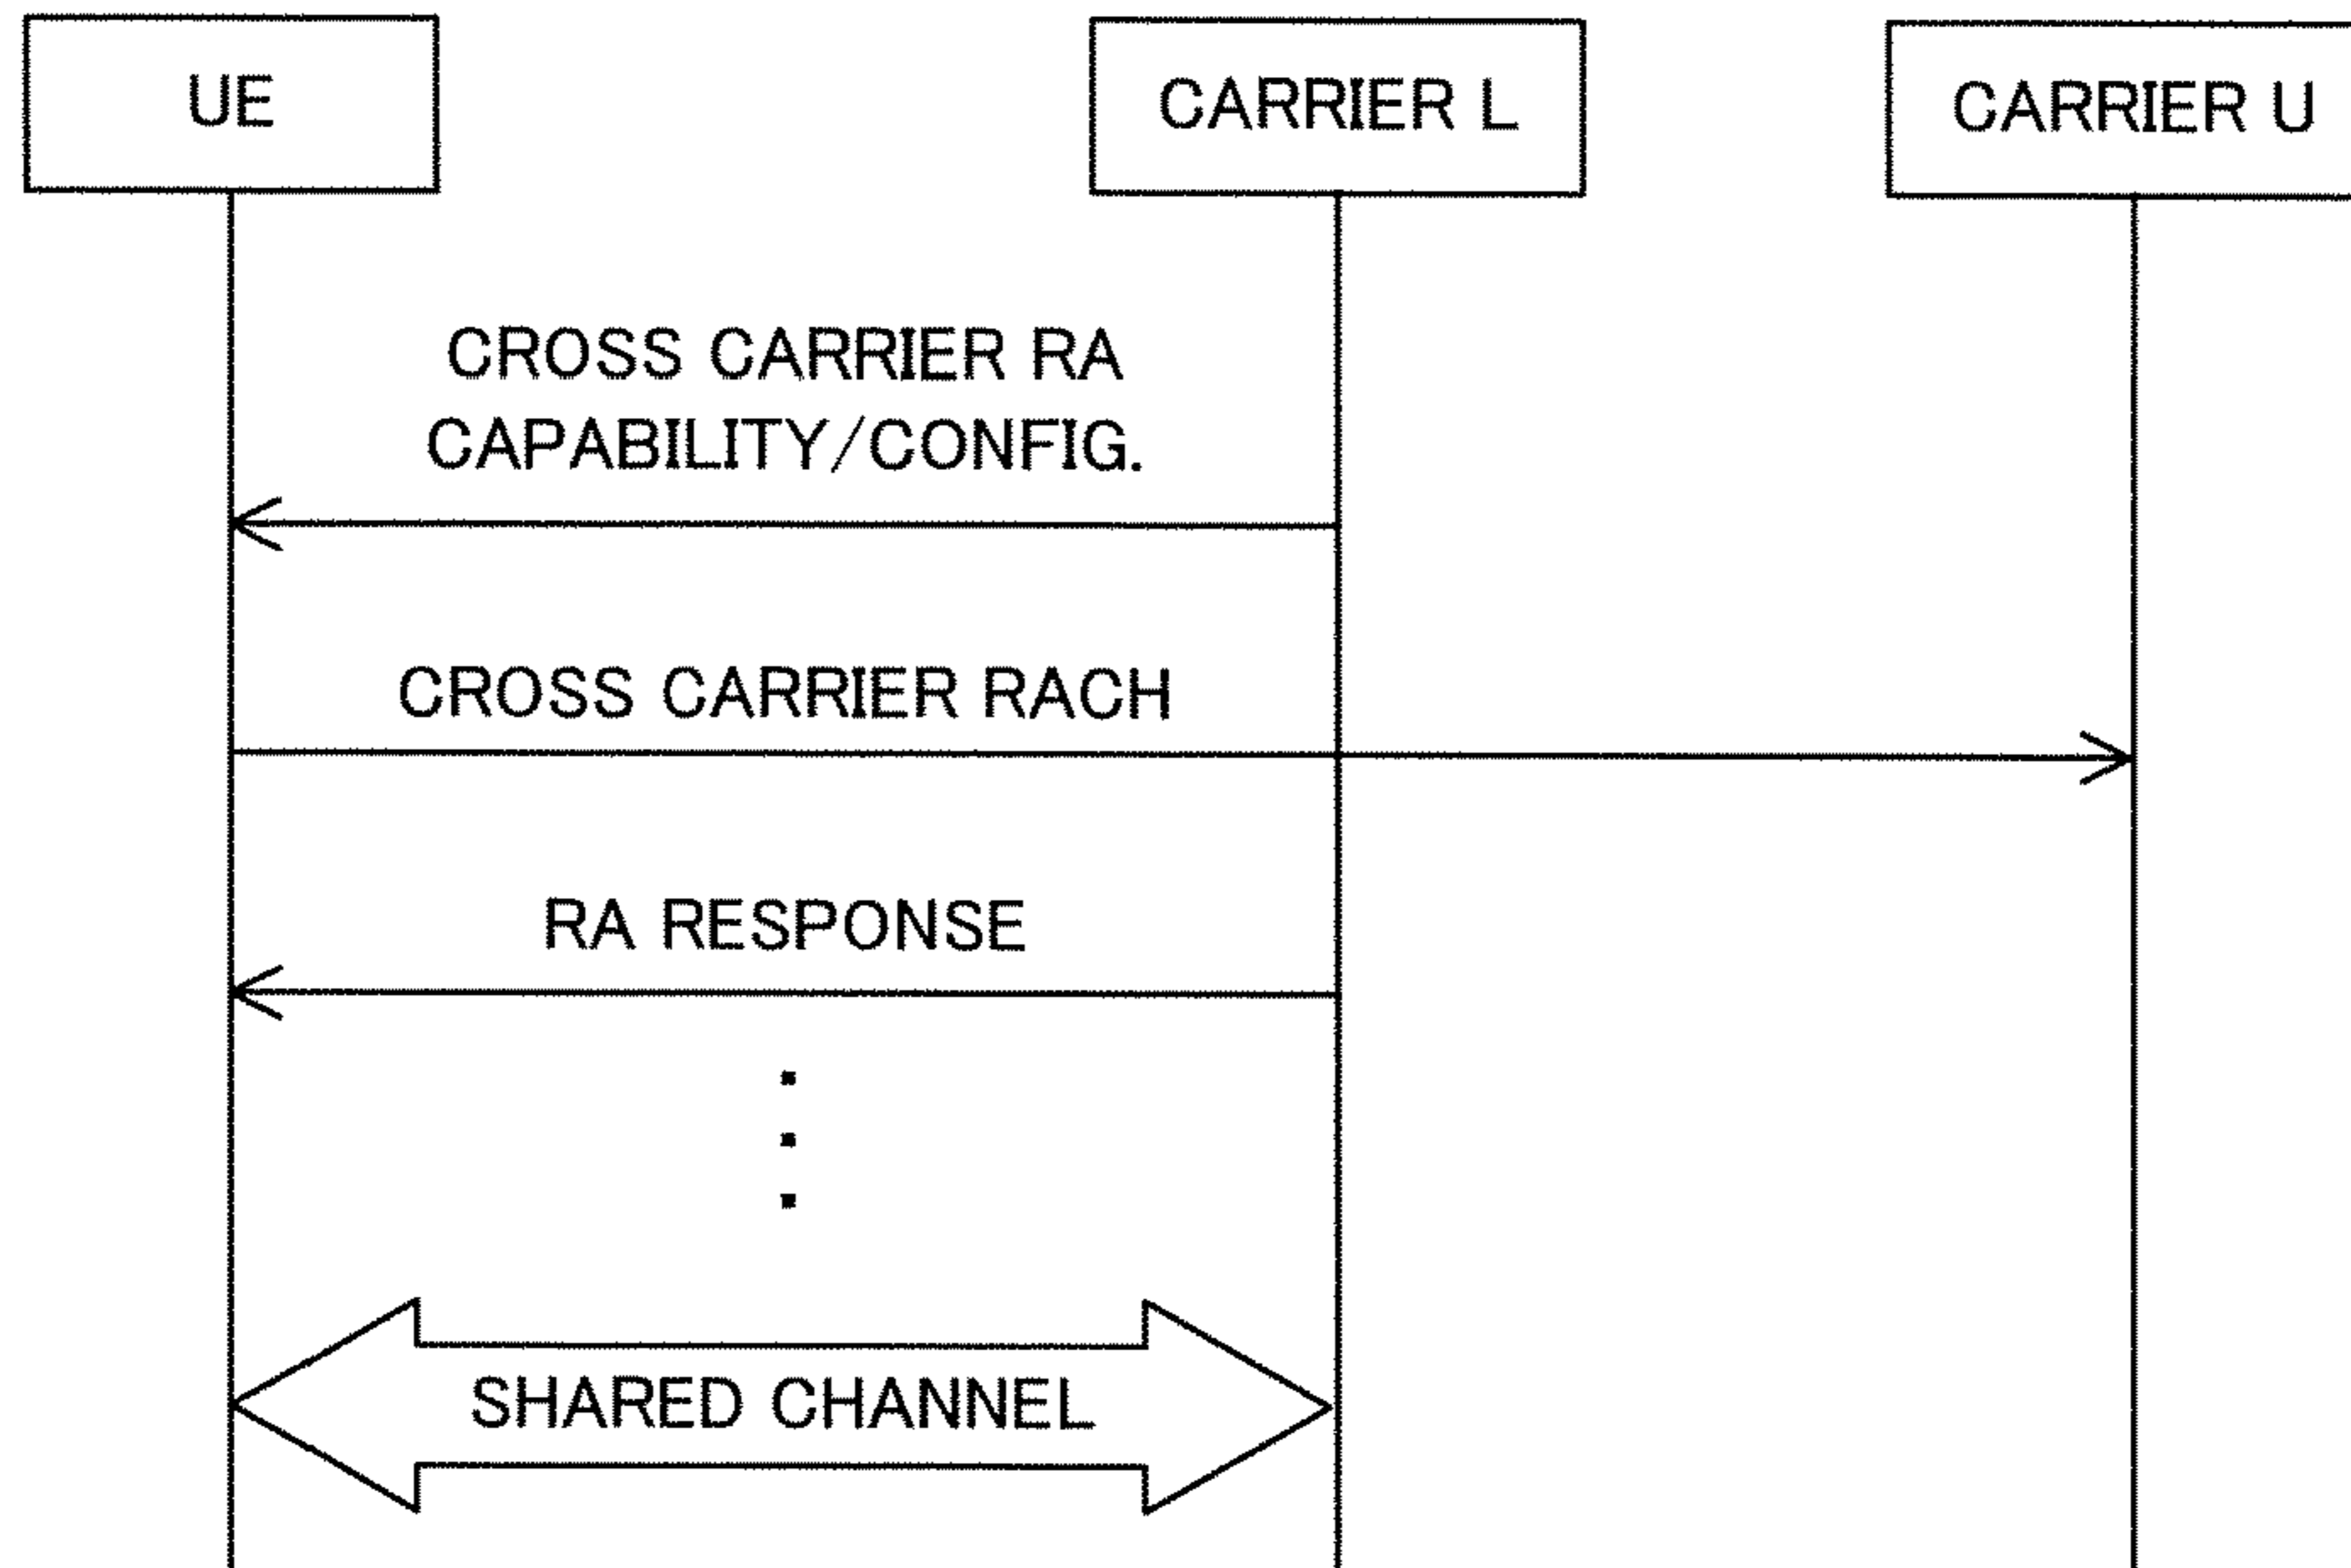 UE
CARRIER L
CARRIER U
CROSS CARRIER RA
CAPABILITY/CONFIG.
CROSS CARRIER RACH
RA RESPONSE
SHARED CHANNEL